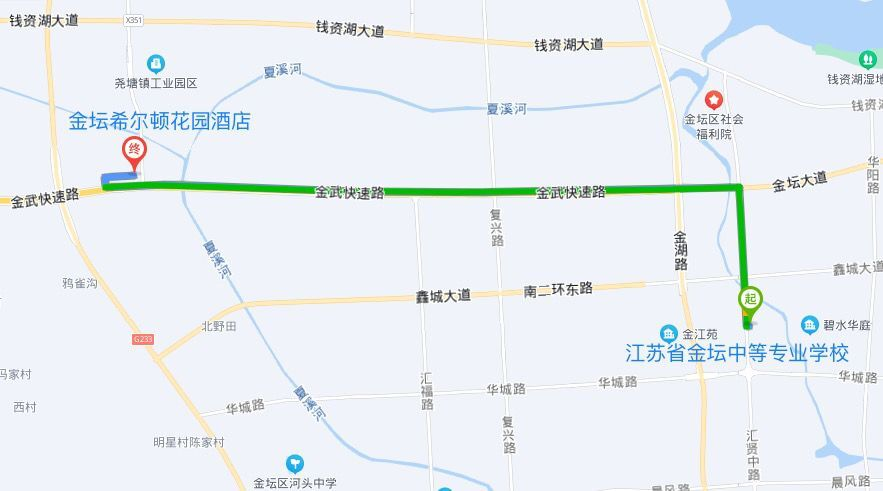 钱资湖大道
X351
钱资湖大道
钱资湖大道
尧塘镇工业园区
夏溪河
夏溪河
钱资湖湿地
钱资湖
金坛希尔顿花园酒店
金坛区社会
福利院
终
华阳路
金武快速路
金武快速路
金武快速路
金坛大道
复兴路
金湖路
夏溪河
鸦雀沟
鑫城大道
南二环东路
鑫城大道
起
北野田
G233
金江苑
碧水华庭
江苏省金坛中等专业学校
冯家村
西村
汇福路
华城路
华城路
华城路
华城路
夏溪河
复兴路
明星村陈家村
汇贤中路
金坛区河头中学
晨风路
晨风路